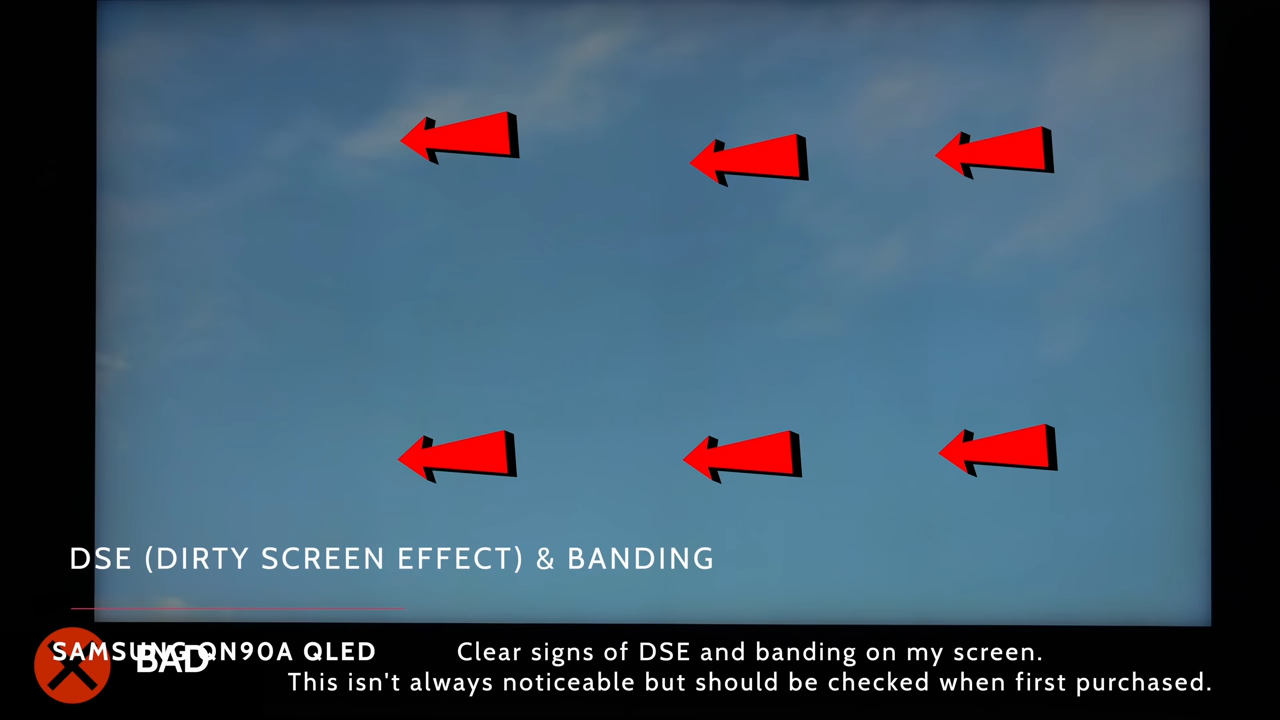 DSE (DIRTY SCREEN EFFECT) & BANDING
SAMSUNG QN90A QLED
BAD
Clear signs of DSE and banding on my screen.
This isn't always noticeable but should be checked when first purchased.